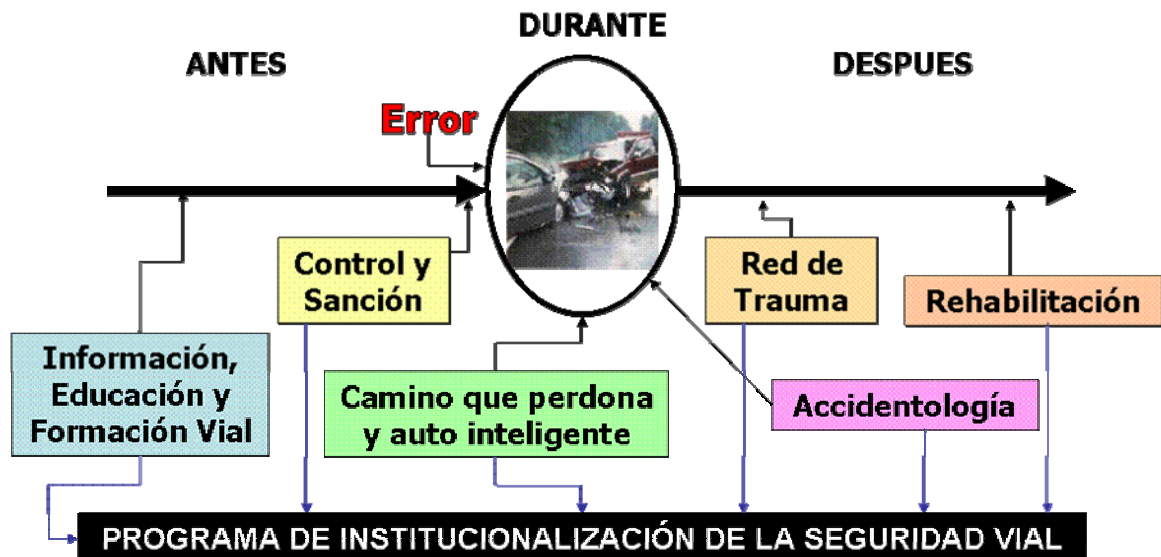 DURANTE
ANTES
DESPUES
Error
Control y
Sanción
Red de
Trauma
Rehabilitación
Información,
Educación y
Formación Vial
Camino que perdona
y auto inteligente
Accidentología
PROGRAMA DE INSTITUCIONALIZACIÓN DE LA SEGURIDAD VIAL